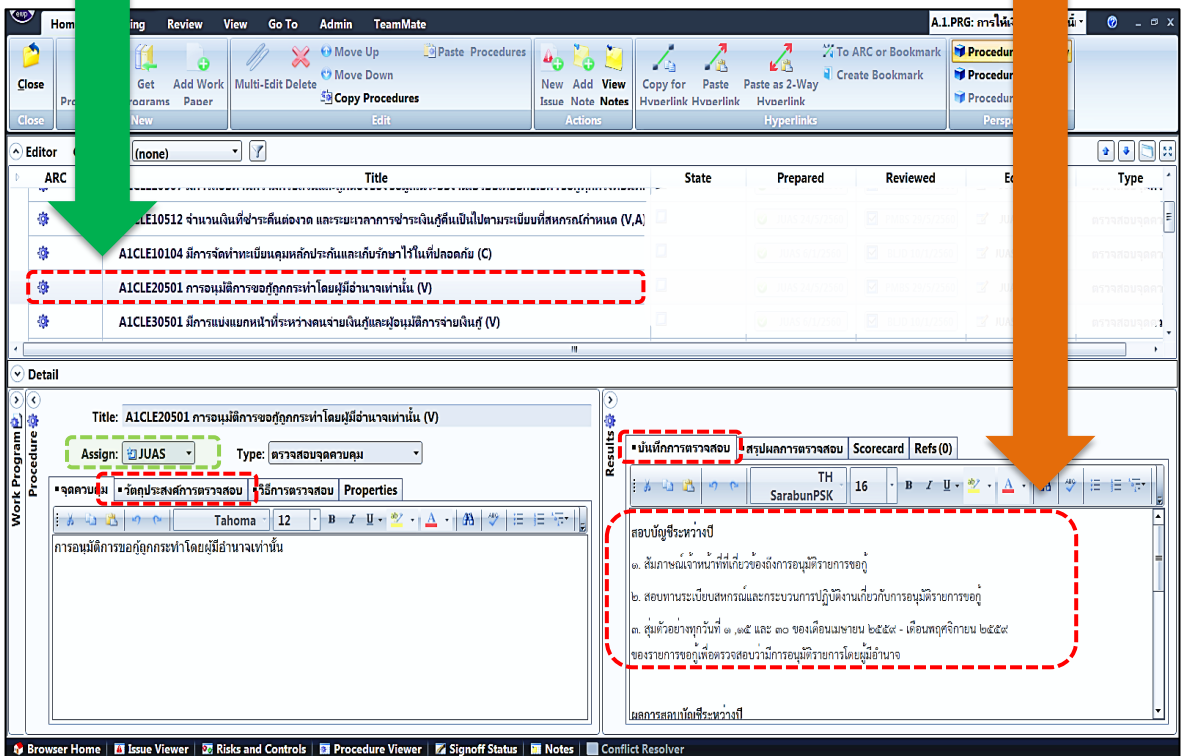 ewp
Hom
ing Review View Go To Admin TeamMate
A.1.PRG: การให้เ
Close
Get
Add Work
Paper
Multi-Edit Delete
Move Up
Move Down
Copy Procedures
Paste Procedures
New Add View
Issue Note Notes
Copy for Paste Paste as 2-Way
Hyperlink Hyperlink Hyperlink
To ARC or Bookmark
Create Bookmark
Procedur
Procedur
Procedur
Close
New
Edit
Actions
Hyperlinks
Persp
Editor
(none)
ARC Title State Prepared Reviewed Type
CLE10512 จำนวนเงินที่ชำระคืนต่องวด และระยะเวลาการชำระเงินกู้คืนเป็นไปตามระเบียบที่สหกรณ์กำหนด (V,A)
A1CLE10104 มีการจัดทำทะเบียนคุมหลักประกันและเก็บรักษาไว้ในที่ปลอดภัย (C)
A1CLE20501 การอนุมัติการขอกู้ถูกกระทำโดยผู้มีอำนาจเท่านั้น (V)
A1CLE30501 มีการแบ่งแยกหน้าที่ระหว่างคนจ่ายเงินกู้และผู้อนุมัติการจ่ายเงินกู้ (V)
Detail
Work Program
Procedure
Title: A1CLE20501 การอนุมัติการขอกู้ถูกกระทำโดยผู้มีอำนาจเท่านั้น (V)
Assign: JUAS Type: ตรวจสอบจุดควบคุม
จุดควบคุม วัตถุประสงค์การตรวจสอบ วิธีการตรวจสอบ Properties
Tahoma 12 B I U
การอนุมัติการขอกู้ถูกกระทำโดยผู้มีอำนาจเท่านั้น
Results
บันทึกการตรวจสอบ สรุปผลการตรวจสอบ Scorecard Refs (0)
TH SarabunPSK 16 B I U
สอบบัญชีระหว่างปี
๑. สัมภาษณ์เจ้าหน้าที่ที่เกี่ยวข้องถึงการอนุมัติรายการขอกู้
๒. สอบทานระเบียบสหกรณ์และกระบวนการปฏิบัติงานเกี่ยวกับการอนุมัติรายการขอกู้
๓. สุ่มตัวอย่างทุกวันที่ ๑ ,๑๕ และ ๓๐ ของเดือนเมษายน ๒๕๕๙ - เดือนพฤศจิกายน ๒๕๕๙
ของรายการขอกู้เพื่อตรวจสอบว่ามีการอนุมัติรายการโดยผู้มีอำนาจ
ผลการสอบบัญชีระหว่างปี
Browser Home Issue Viewer Risks and Controls Procedure Viewer Signoff Status Notes Conflict Resolver